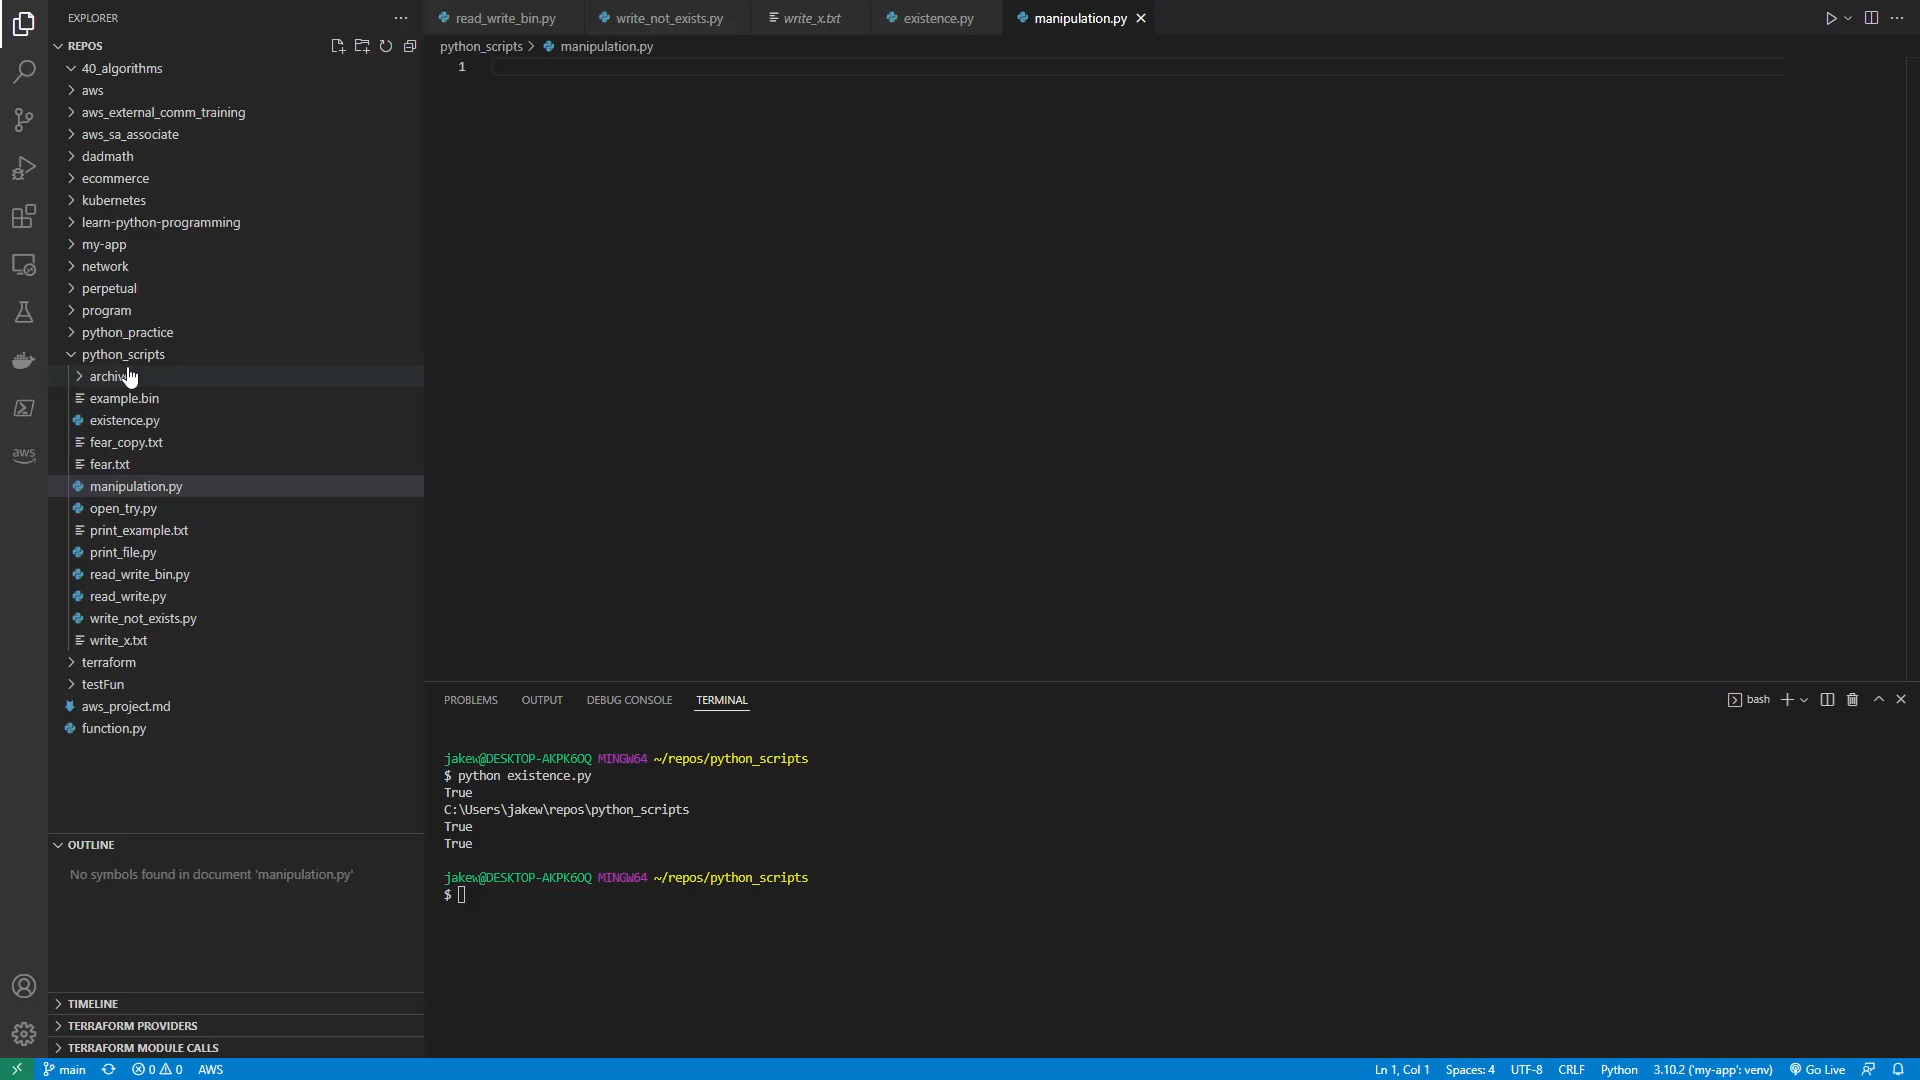 EXPLORER
REPOS
40_algorithms
aws
aws_external_comm_training
aws_sa_associate
dadmath
ecommerce
kubernetes
learn-python-programming
my-app
network
perpetual
program
python_practice
python_scripts
archiv
example.bin
existence.py
fear_copy.txt
fear.txt
manipulation.py
open_try.py
print_example.txt
print_file.py
read_write_bin.py
read_write.py
write_not_exists.py
write_x.txt
terraform
testFun
aws_project.md
function.py
OUTLINE
No symbols found in document 'manipulation.py'
TIMELINE
TERRAFORM PROVIDERS
TERRAFORM MODULE CALLS
aws
read_write_bin.py write_not_exists.py write_x.txt existence.py manipulation.py
python_scripts > manipulation.py
1
PROBLEMS OUTPUT DEBUG CONSOLE TERMINAL
bash
jakew@DESKTOP-AKPK6OQ MINGW64 ~/repos/python_scripts
$ python existence.py
True
C:\Users\jakew\repos\python_scripts
True
True
jakew@DESKTOP-AKPK6OQ MINGW64 ~/repos/python_scripts
$
main 0 0 AWS
Ln 1, Col 1 Spaces: 4 UTF-8 CRLF Python 3.10.2 ('my-app': venv) Go Live